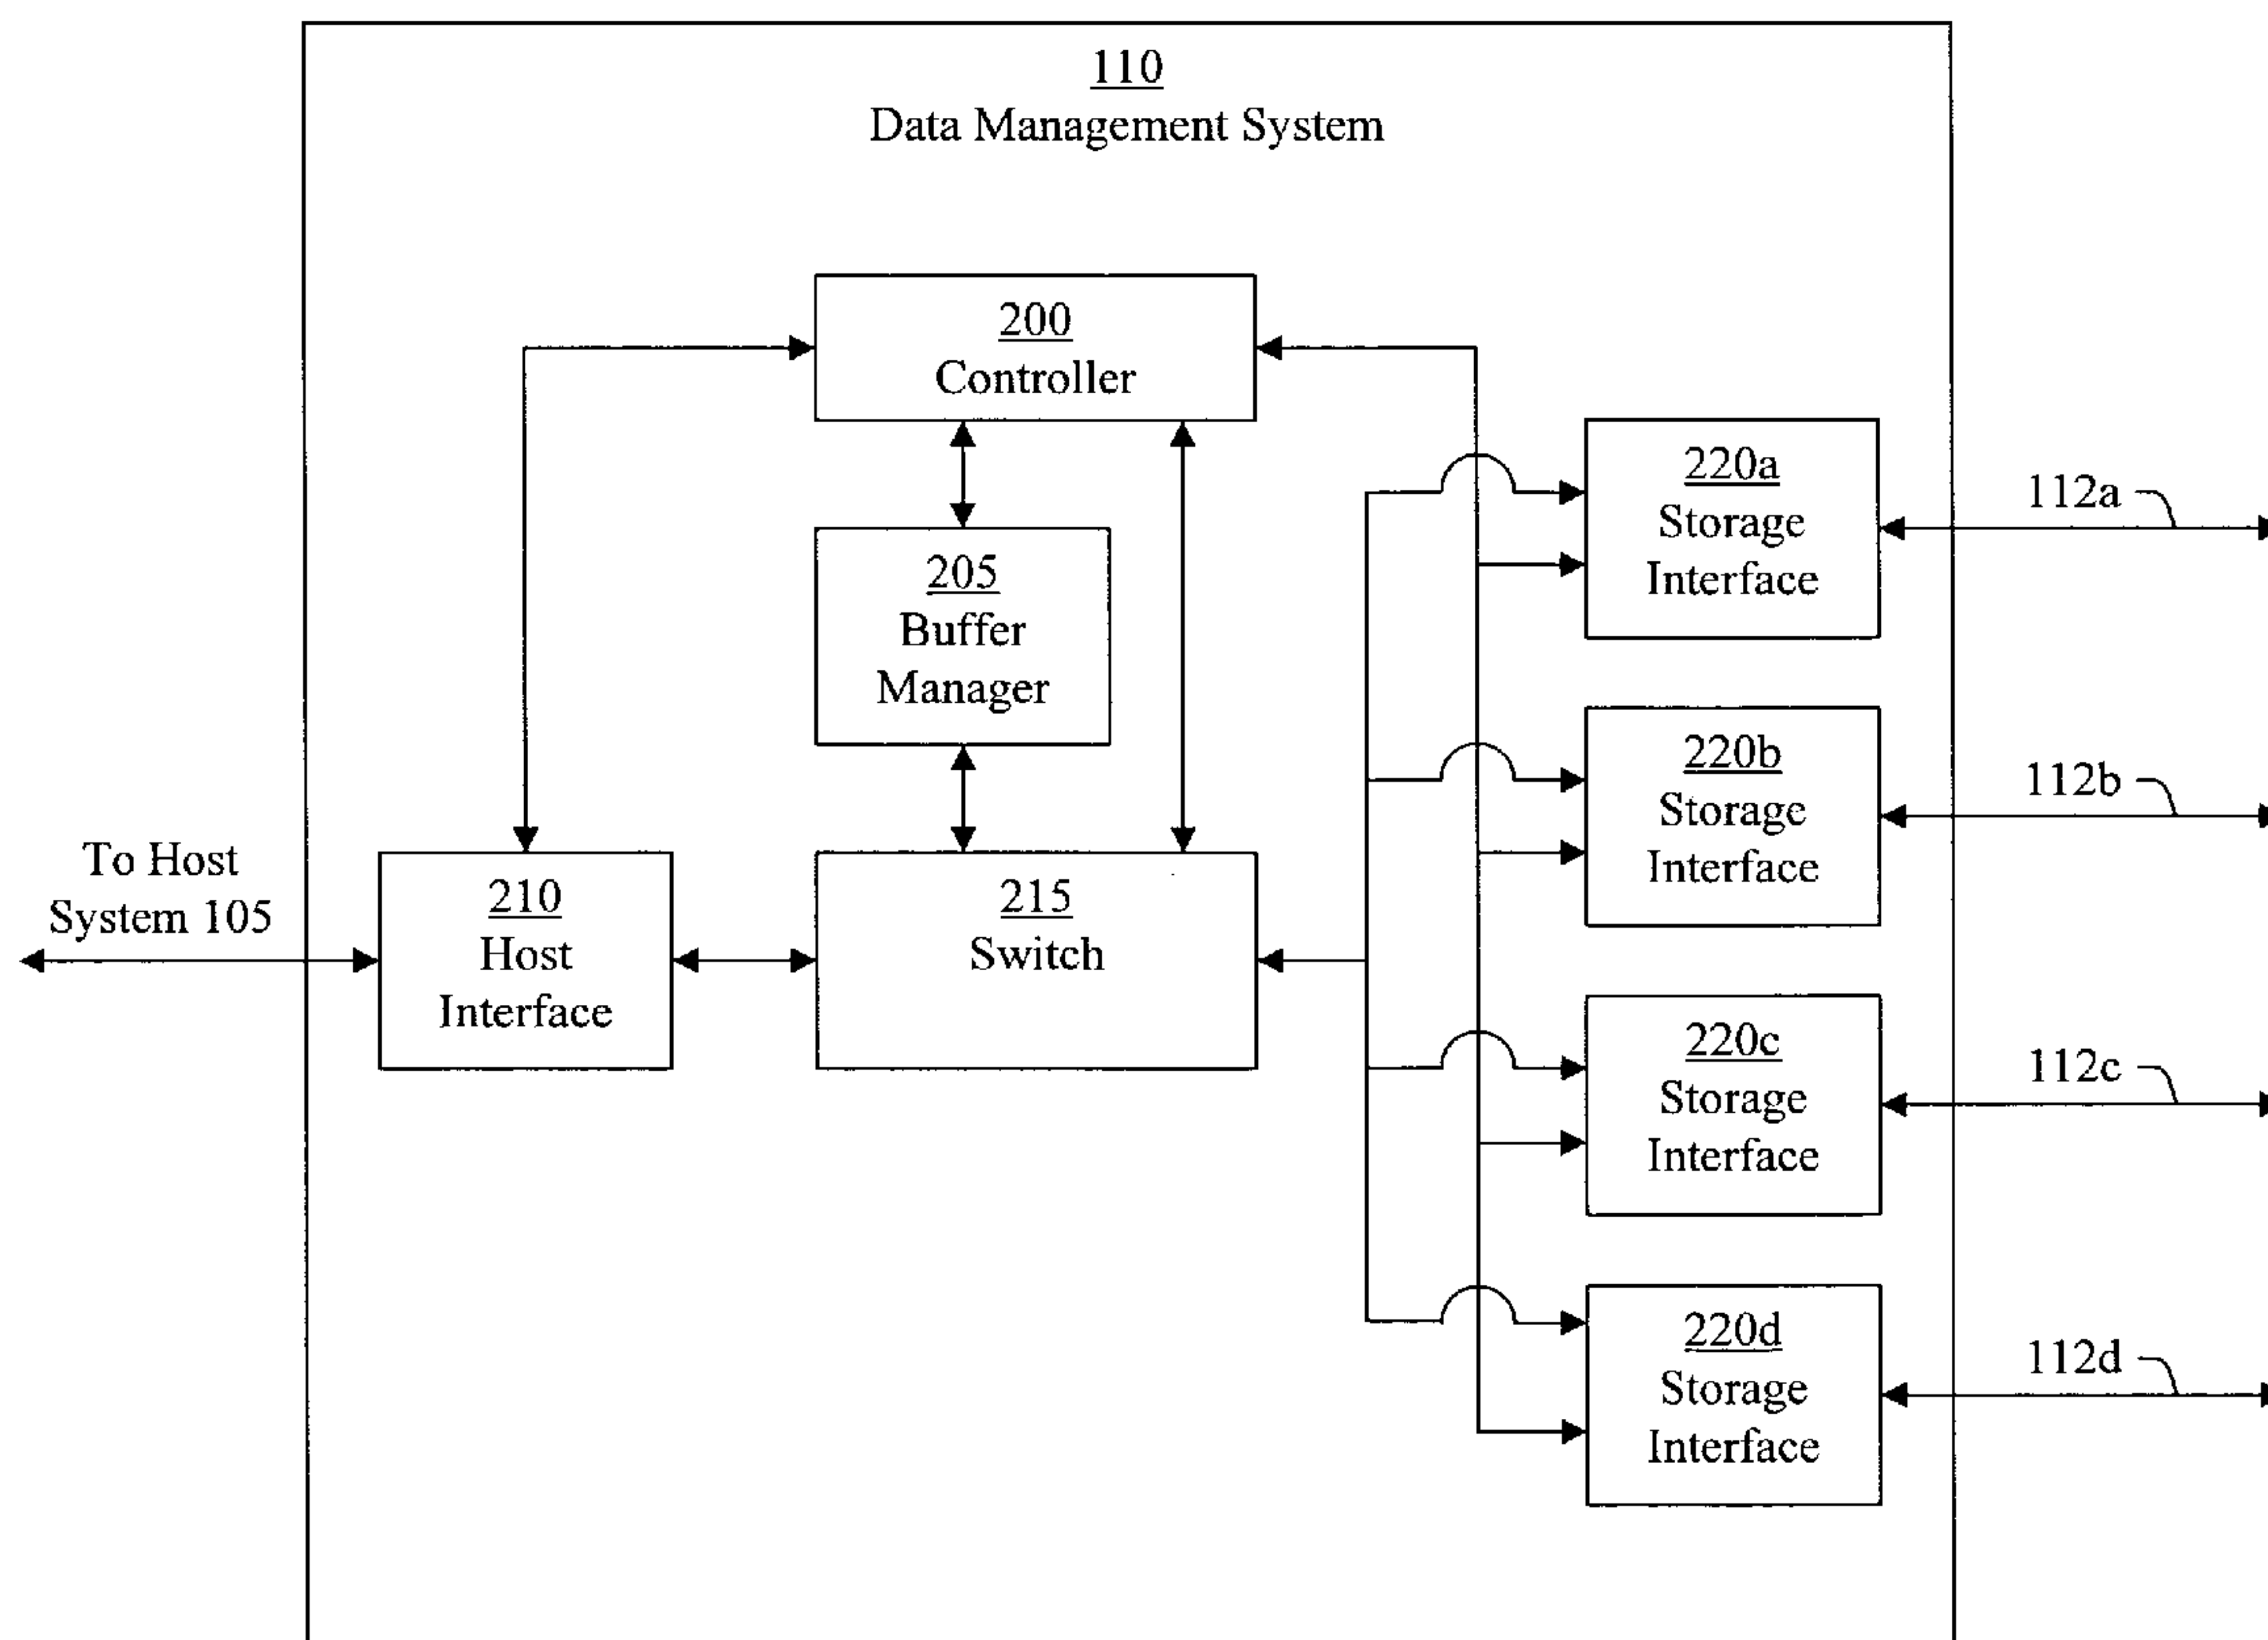 110
Data Management System
200
Controller
205
Buffer
Manager
To Host
System 105
210
Host
Interface
215
Switch
220a
Storage
Interface
112a
220b
Storage
Interface
112b
220c
Storage
Interface
112c
220d
Storage
Interface
112d